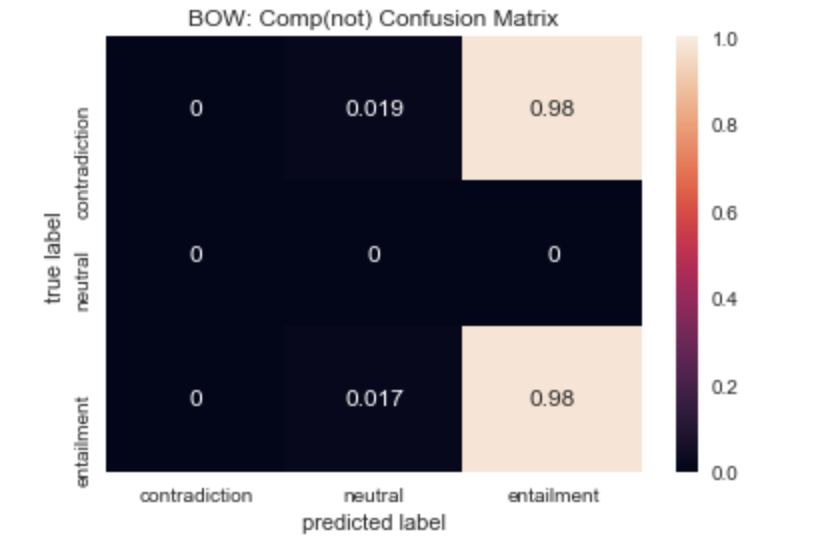 BOW: Comp(not) Confusion Matrix
contradiction
0
0.019
0.98
neutral
0
0
0
entailment
0
0.017
0.98
true label
contradiction
neutral
entailment
predicted label
1.0
0.8
0.6
0.4
0.2
0.0